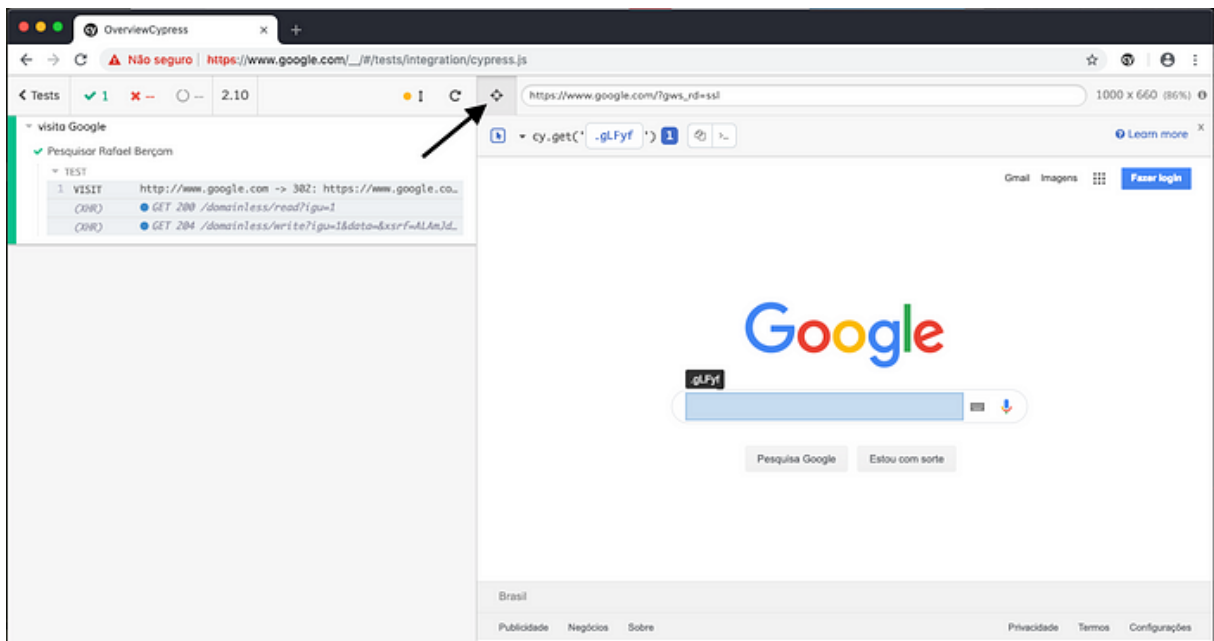 OverviewCypress
Não seguro | https://www.google.com/__/#/tests/integration/cypress.js
Tests 1 -- -- 2.10 1
https://www.google.com/?gws_rd=ssl
1000 x 660 (86%)
visita Google
Pesquisar Rafael Berçam
TEST
1 VISIT http://www.google.com -> 302: https://www.google.co…
(XHR) GET 200 /domainless/read?igu=1
(XHR) GET 204 /domainless/write?igu=1&data=&xsrf=ALAmJd…
cy.get(' .gLFyf ') 1
Learn more
Gmail Imagens Fazer login
Google
.gLFyf
Pesquisa Google Estou com sorte
Brasil
Publicidade Negócios Sobre Privacidade Termos Configurações